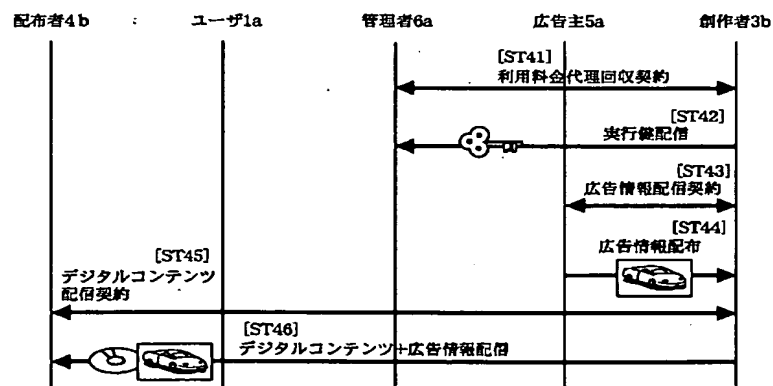 配布者4b
ユーザ1a
管理者6a
広告主5a
創作者3b
[ST41]
利用料金代理回収契約
[ST42]
実行鍵配信
[ST43]
広告情報配信契約
[ST44]
広告情報配布
[ST45]
デジタルコンテンツ
配信契約
[ST46]
デジタルコンテンツ+広告情報配信